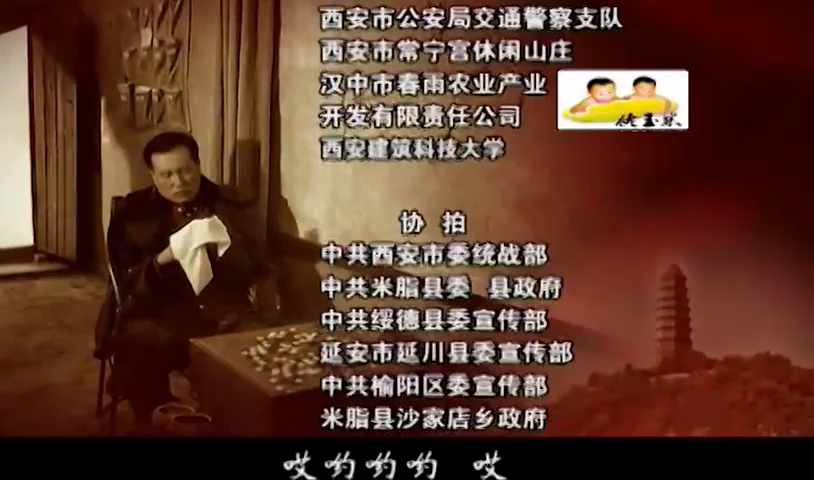 西安市公安局交通警察支队
西安市常宁宫休闲山庄
汉中市春雨农业产业
开发有限责任公司
西安建筑科技大学
协 拍
中共西安市委统战部
中共米脂县委 县政府
中共绥德县委宣传部
延安市延川县委宣传部
中共榆阳区委宣传部
米脂县沙家店乡政府
哎哟哟哟 哎